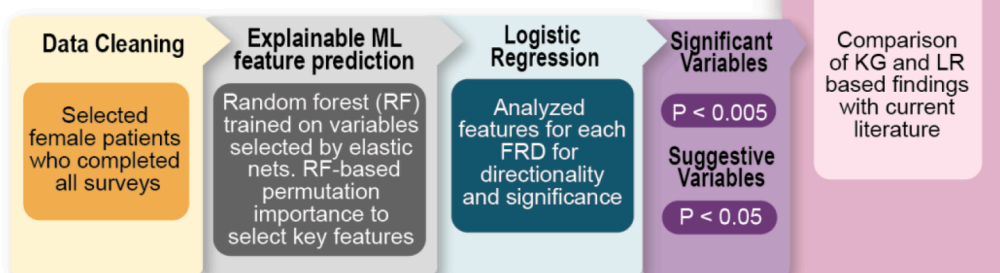 Data Cleaning
Selected
female patients
who completed
all surveys
Explainable ML
feature prediction
Random forest (RF)
trained on variables
selected by elastic
nets. RF-based
permutation
importance to
select key features
Logistic
Regression
Analyzed
features for each
FRD for
directionality
and significance
Significant
Variables
P < 0.005
Suggestive
Variables
P < 0.05
Comparison
of KG and LR
based findings
with current
literature